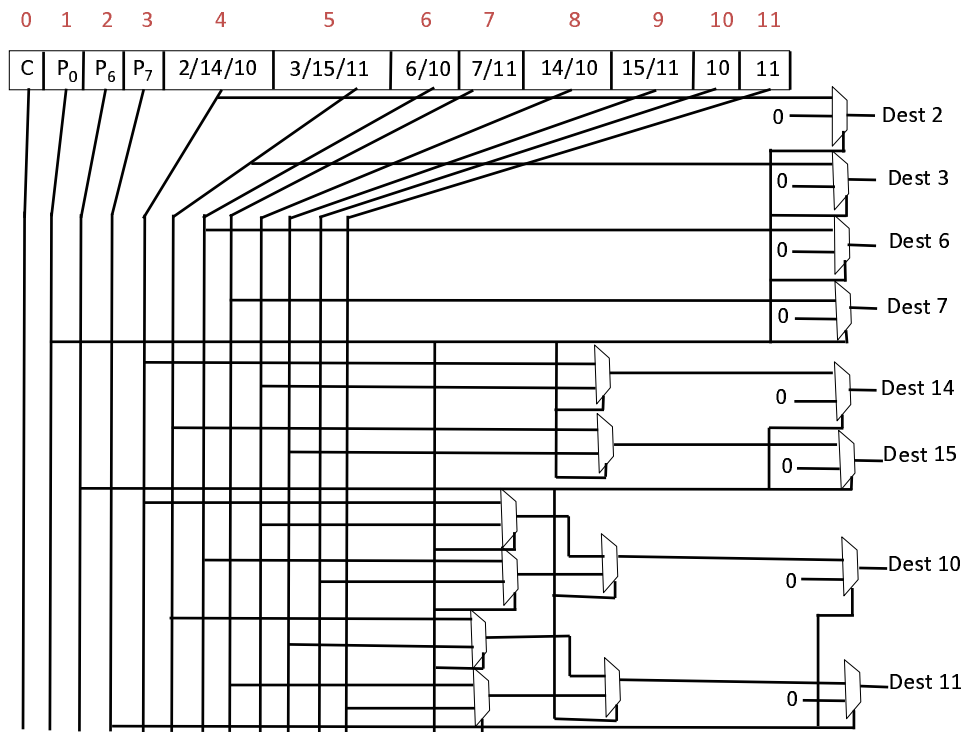 0 1 2 3 4 5 6 7 8 9 10 11
C P₀ P₆ P₇ 2/14/10 3/15/11 6/10 7/11 14/10 15/11 10 11
0 Dest 2
0 Dest 3
0 Dest 6
0 Dest 7
0 Dest 14
0 Dest 15
0 Dest 10
0 Dest 11